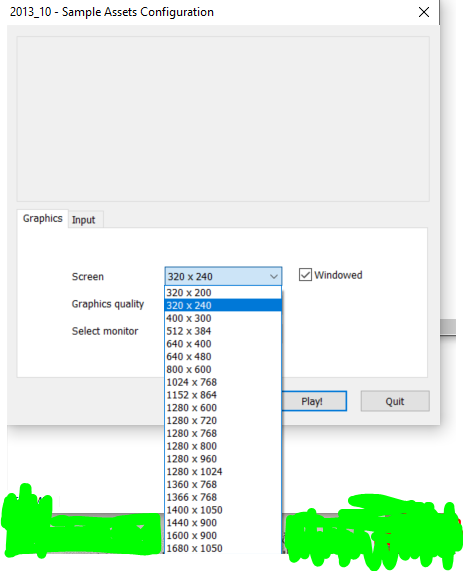 2013_10 - Sample Assets Configuration
Graphics
Input
Screen
320 x 240
Windowed
Graphics quality
Select monitor
320 x 200
320 x 240
400 x 300
512 x 384
640 x 400
640 x 480
800 x 600
1024 x 768
1152 x 864
1280 x 600
1280 x 720
1280 x 768
1280 x 800
1280 x 960
1280 x 1024
1360 x 768
1366 x 768
1400 x 1050
1440 x 900
1600 x 900
1680 x 1050
Play!
Quit